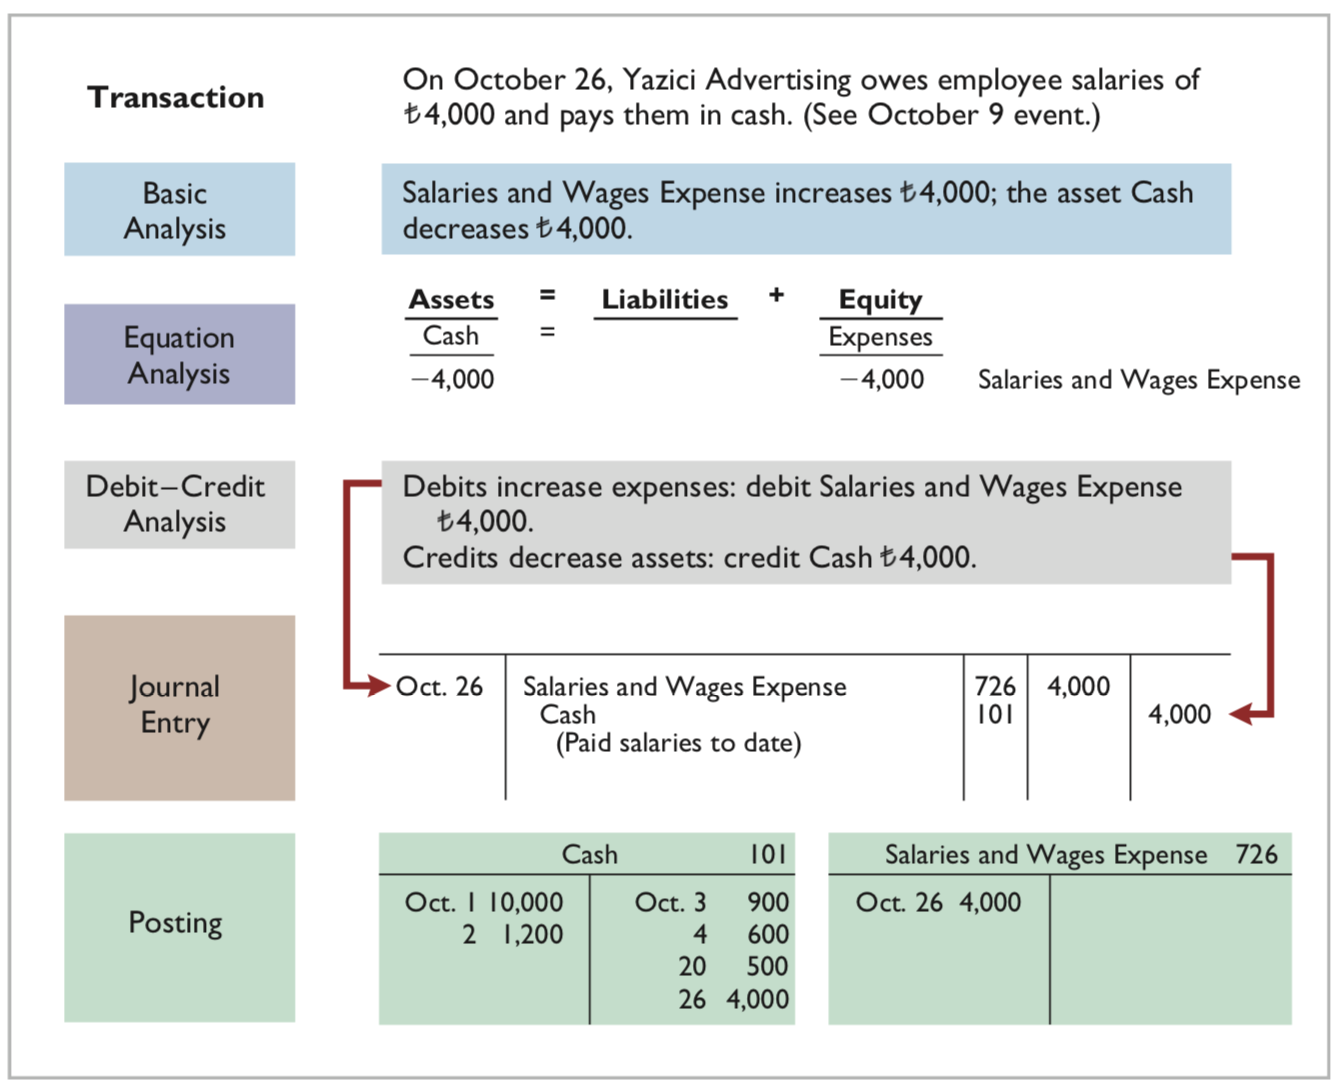 Transaction
On October 26, Yazici Advertising owes employee salaries of
₺4,000 and pays them in cash. (See October 9 event.)
Basic
Analysis
Salaries and Wages Expense increases ₺4,000; the asset Cash
decreases ₺4,000.
Equation
Analysis
Assets = Liabilities + Equity
Cash = Expenses
−4,000 −4,000 Salaries and Wages Expense
Debit–Credit
Analysis
Debits increase expenses: debit Salaries and Wages Expense
₺4,000.
Credits decrease assets: credit Cash ₺4,000.
Journal
Entry
Oct. 26 Salaries and Wages Expense 726 4,000
Cash 101 4,000
(Paid salaries to date)
Posting
Cash 101
Oct. 1 10,000 Oct. 3 900
2 1,200 4 600
20 500
26 4,000
Salaries and Wages Expense 726
Oct. 26 4,000